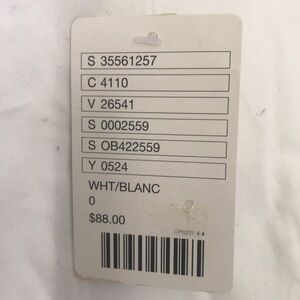 S 35561257
C 4110
V 26541
S 0002559
S OB422559
Y 0524
WHT/BLANC
0
$88.00